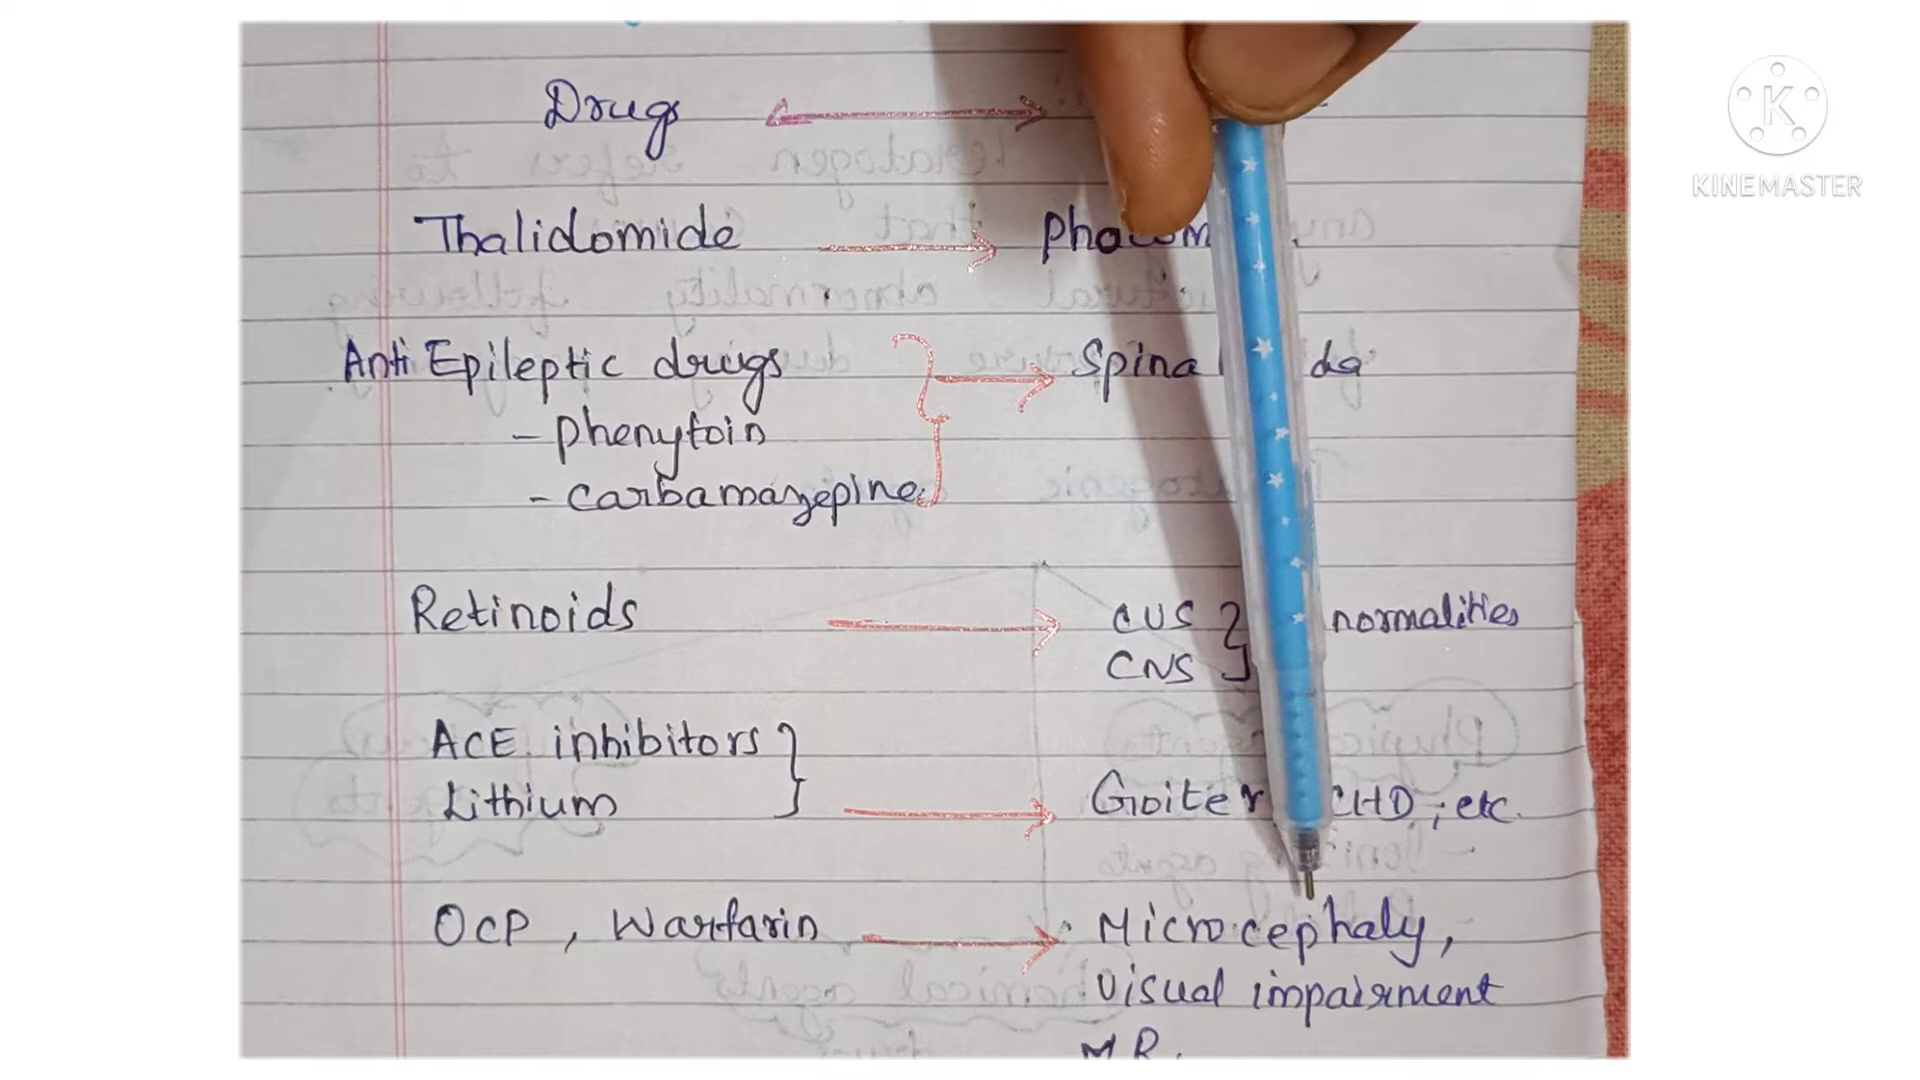 Drugs
Thalidomide
Anti Epileptic drugs
Spina
- phenytoin
- carbamazepine
Retinoids
CVS
normalities
CNS
ACE inhibitors
Lithium
Goiter CHD, etc.
OCP, Warfarin
Microcephaly,
Visual impairment
M.R.
KINEMASTER